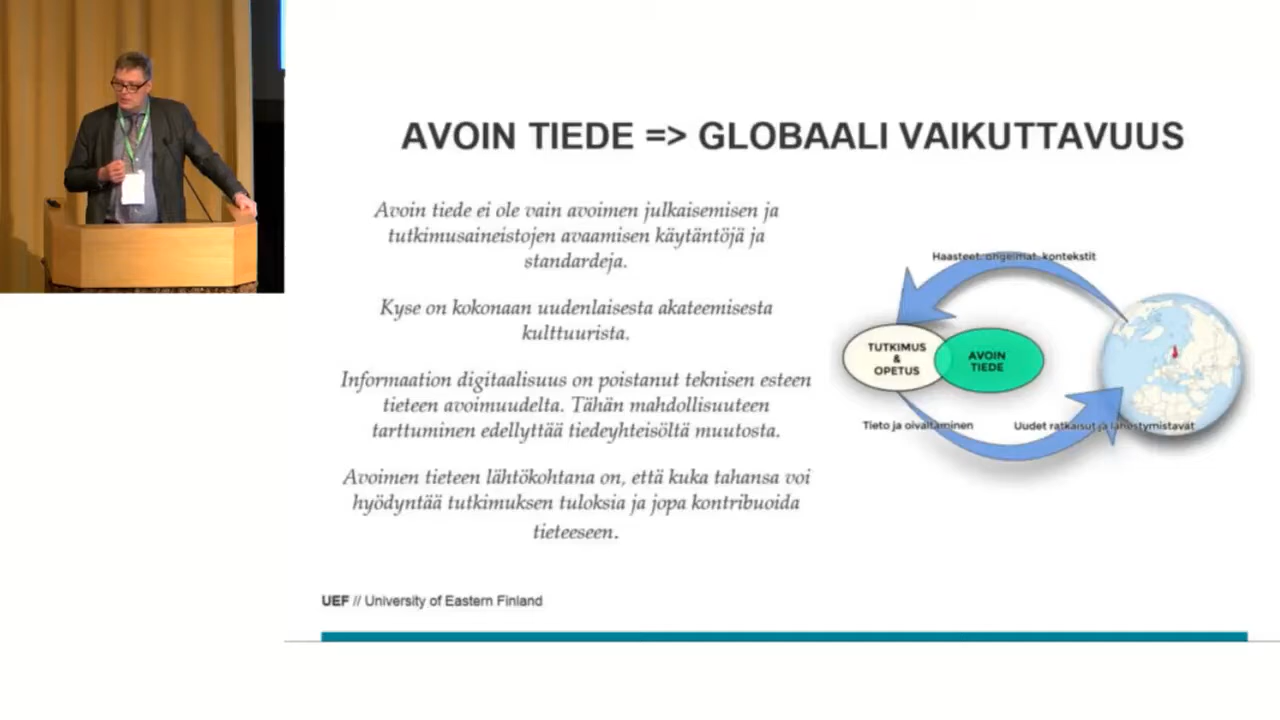 AVOIN TIEDE => GLOBAALI VAIKUTTAVUUS
Avoin tiede ei ole vain avoimen julkaisemisen ja
tutkimusaineistojen avaamisen käytäntöjä ja
standardeja.
Kyse on kokonaan uudenlaisesta akateemisesta
kulttuurista.
Informaation digitaalisuus on poistanut teknisen esteen
tieteen avoimuudelta. Tähän mahdollisuuteen
tarttuminen edellyttää tiedeyhteisöltä muutosta.
Avoimen tieteen lähtökohtana on, että kuka tahansa voi
hyödyntää tutkimuksen tuloksia ja jopa kontribuoida
tieteeseen.
Haasteet, ongelmat, kontekstit
TUTKIMUS
&
OPETUS
AVOIN
TIEDE
Tieto ja oivaltaminen
Uudet ratkaisut ja lähestymistavat
UEF // University of Eastern Finland